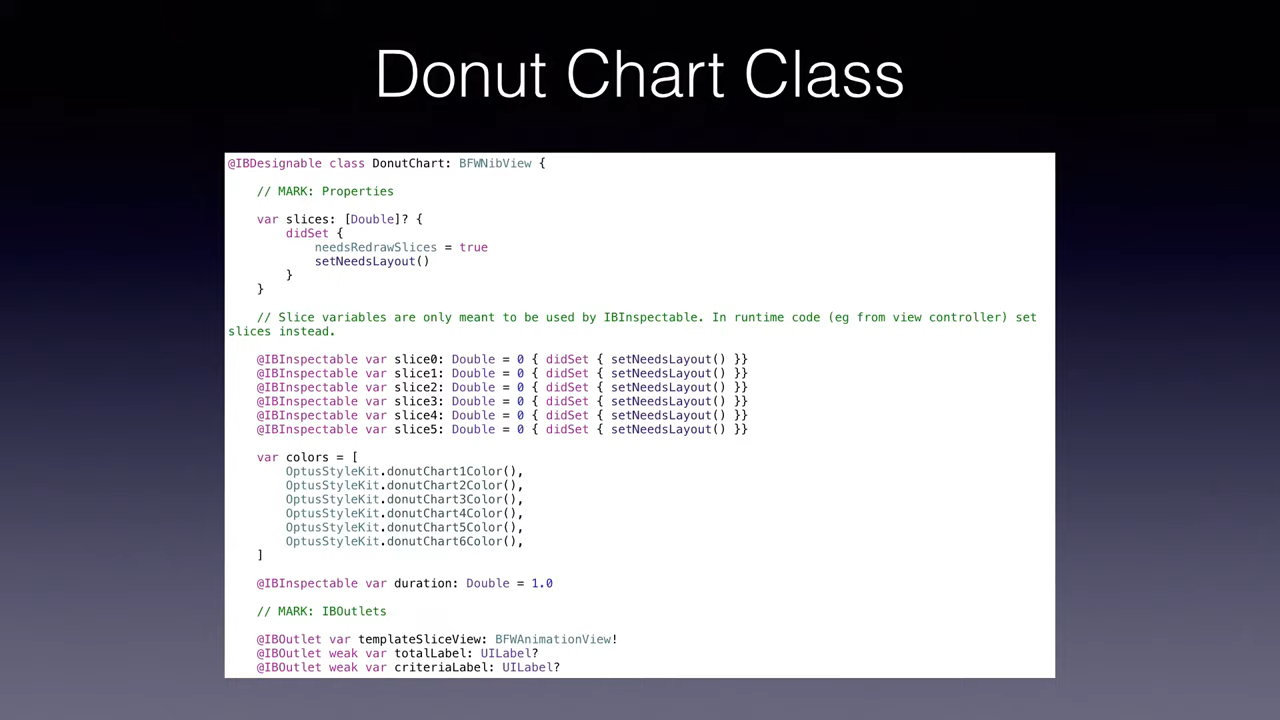 Donut Chart Class
@IBDesignable class DonutChart: BFWNibView {
// MARK: Properties
var slices: [Double]? {
didSet {
needsRedrawSlices = true
setNeedsLayout()
}
}
// Slice variables are only meant to be used by IBInspectable. In runtime code (eg from view controller) set
slices instead.
@IBInspectable var slice0: Double = 0 { didSet { setNeedsLayout() }}
@IBInspectable var slice1: Double = 0 { didSet { setNeedsLayout() }}
@IBInspectable var slice2: Double = 0 { didSet { setNeedsLayout() }}
@IBInspectable var slice3: Double = 0 { didSet { setNeedsLayout() }}
@IBInspectable var slice4: Double = 0 { didSet { setNeedsLayout() }}
@IBInspectable var slice5: Double = 0 { didSet { setNeedsLayout() }}
var colors = [
OptusStyleKit.donutChart1Color(),
OptusStyleKit.donutChart2Color(),
OptusStyleKit.donutChart3Color(),
OptusStyleKit.donutChart4Color(),
OptusStyleKit.donutChart5Color(),
OptusStyleKit.donutChart6Color(),
]
@IBInspectable var duration: Double = 1.0
// MARK: IBOutlets
@IBOutlet var templateSliceView: BFWAnimationView!
@IBOutlet weak var totalLabel: UILabel?
@IBOutlet weak var criteriaLabel: UILabel?